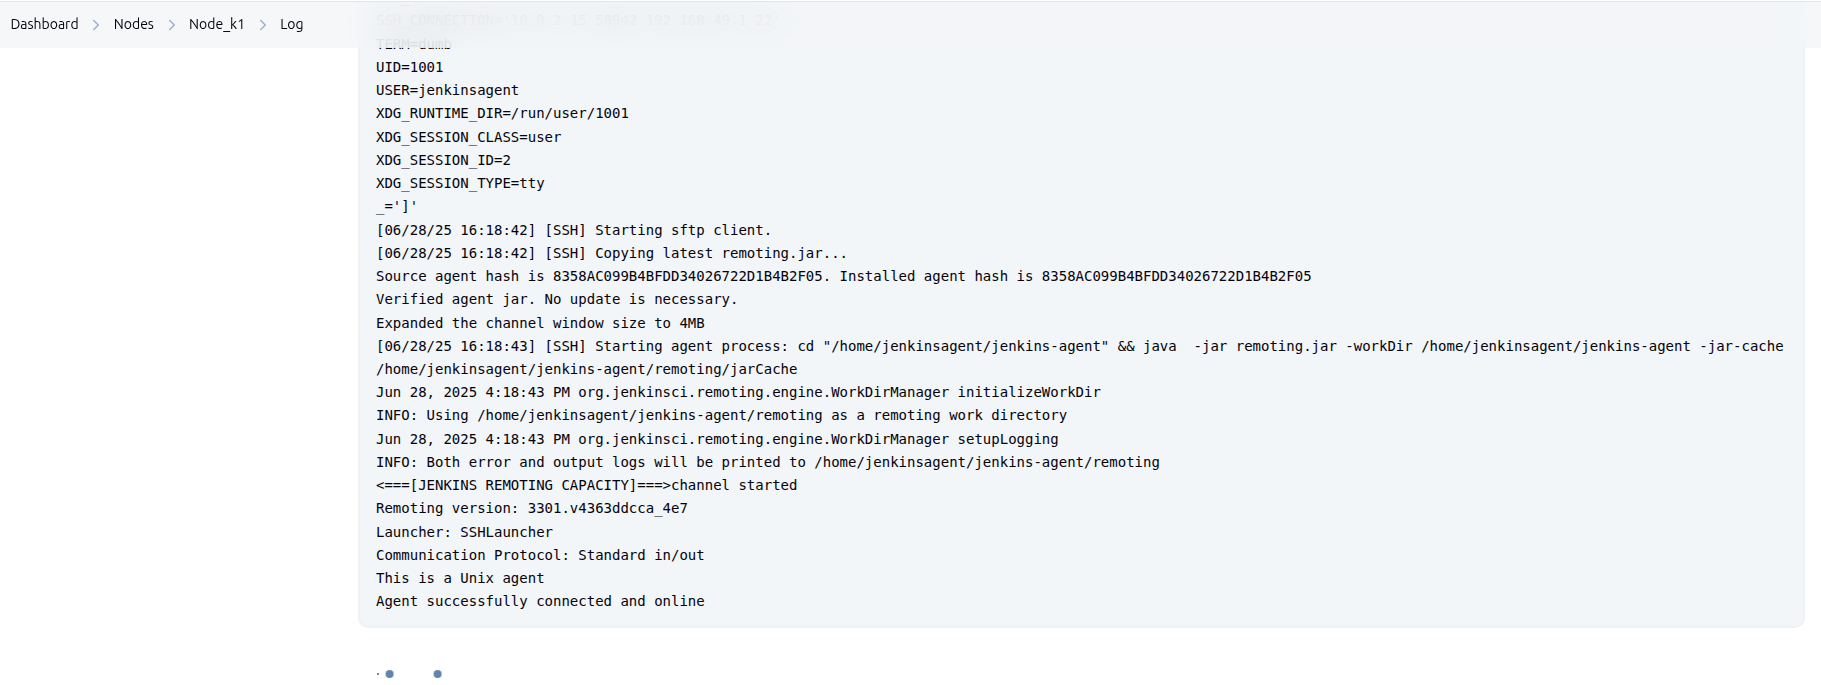 Dashboard > Nodes > Node_k1 > Log
TERM=dumb
UID=1001
USER=jenkinsagent
XDG_RUNTIME_DIR=/run/user/1001
XDG_SESSION_CLASS=user
XDG_SESSION_ID=2
XDG_SESSION_TYPE=tty
_=']'
[06/28/25 16:18:42] [SSH] Starting sftp client.
[06/28/25 16:18:42] [SSH] Copying latest remoting.jar...
Source agent hash is 8358AC099B4BFDD34026722D1B4B2F05. Installed agent hash is 8358AC099B4BFDD34026722D1B4B2F05
Verified agent jar. No update is necessary.
Expanded the channel window size to 4MB
[06/28/25 16:18:43] [SSH] Starting agent process: cd "/home/jenkinsagent/jenkins-agent" && java  -jar remoting.jar -workDir /home/jenkinsagent/jenkins-agent -jar-cache
/home/jenkinsagent/jenkins-agent/remoting/jarCache
Jun 28, 2025 4:18:43 PM org.jenkinsci.remoting.engine.WorkDirManager initializeWorkDir
INFO: Using /home/jenkinsagent/jenkins-agent/remoting as a remoting work directory
Jun 28, 2025 4:18:43 PM org.jenkinsci.remoting.engine.WorkDirManager setupLogging
INFO: Both error and output logs will be printed to /home/jenkinsagent/jenkins-agent/remoting
<===[JENKINS REMOTING CAPACITY]===>channel started
Remoting version: 3301.v4363ddcca_4e7
Launcher: SSHLauncher
Communication Protocol: Standard in/out
This is a Unix agent
Agent successfully connected and online